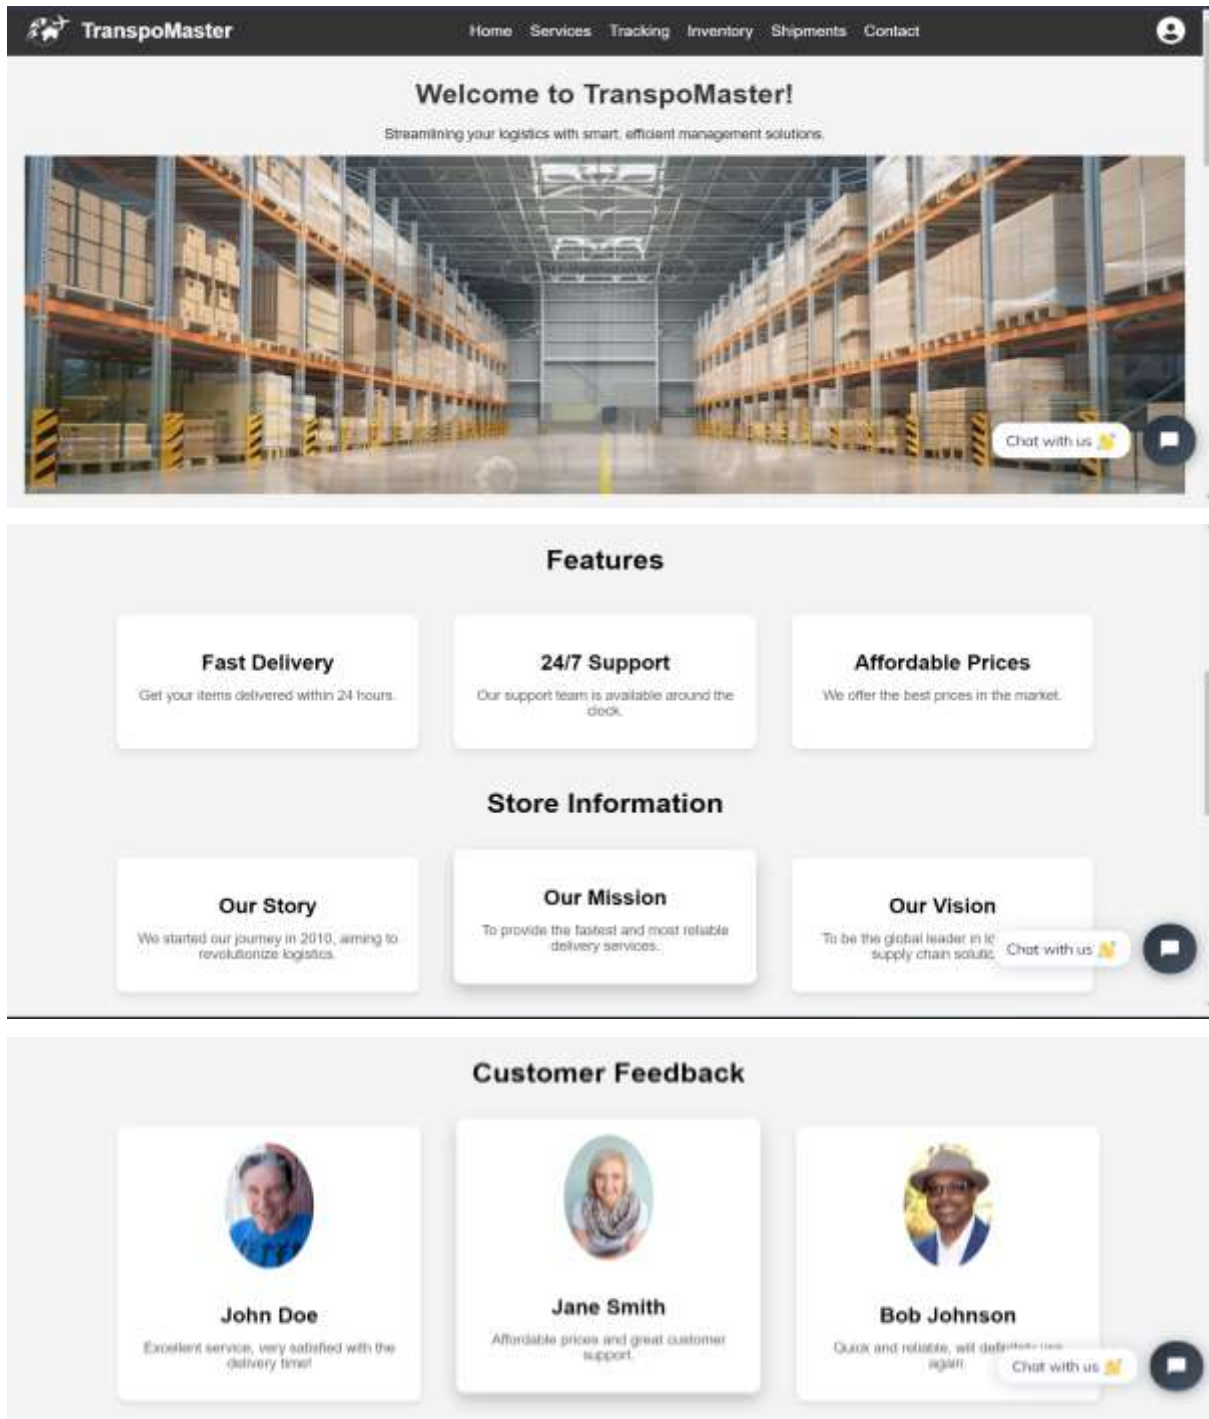 TranspoMaster
Home Services Tracking Inventory Shipments Contact
Welcome to TranspoMaster!
Streamlining your logistics with smart, efficient management solutions.
Chat with us
Features
Fast Delivery
Get your items delivered within 24 hours.
24/7 Support
Our support team is available around the
clock.
Affordable Prices
We offer the best prices in the market.
Store Information
Our Story
We started our journey in 2010, aiming to
revolutionize logistics.
Our Mission
To provide the fastest and most reliable
delivery services.
Our Vision
To be the global leader in
supply chain
Chat with us
Customer Feedback
John Doe
Excellent service, very satisfied with the
delivery time!
Jane Smith
Affordable prices and great customer
support.
Bob Johnson
Quick and reliable, will
again.
Chat with us